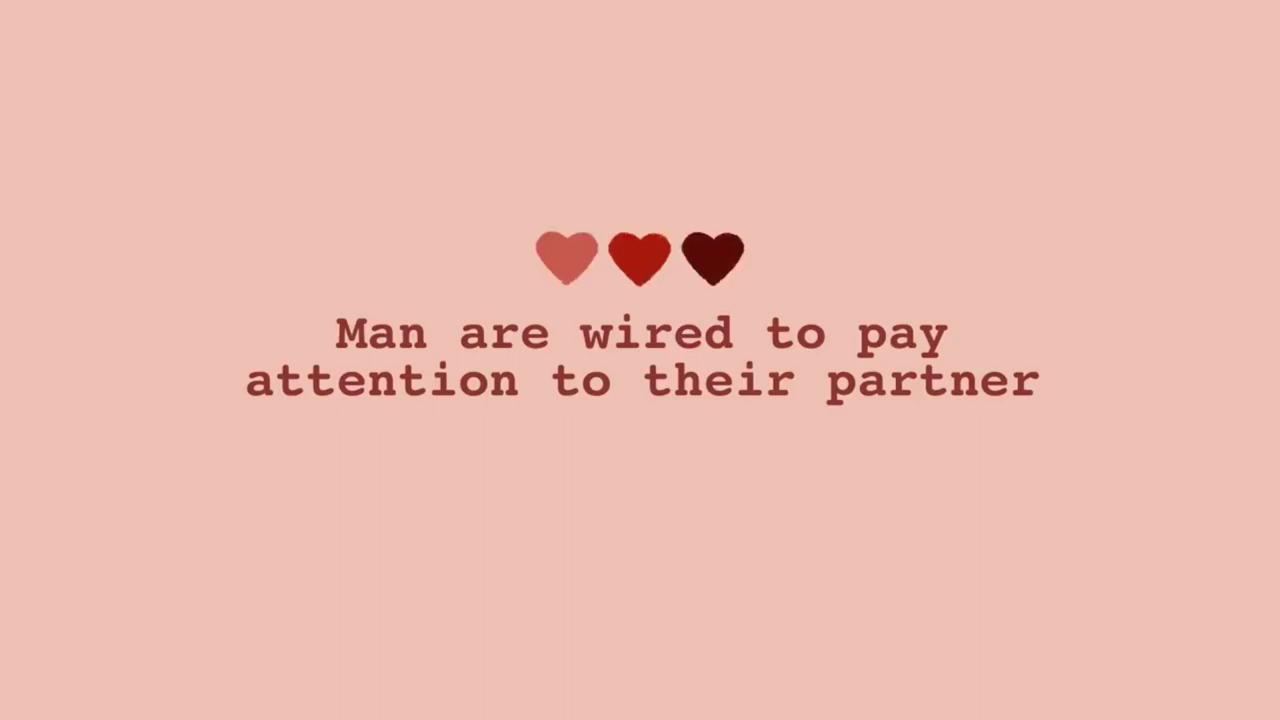 Man are wired to pay
attention to their partner